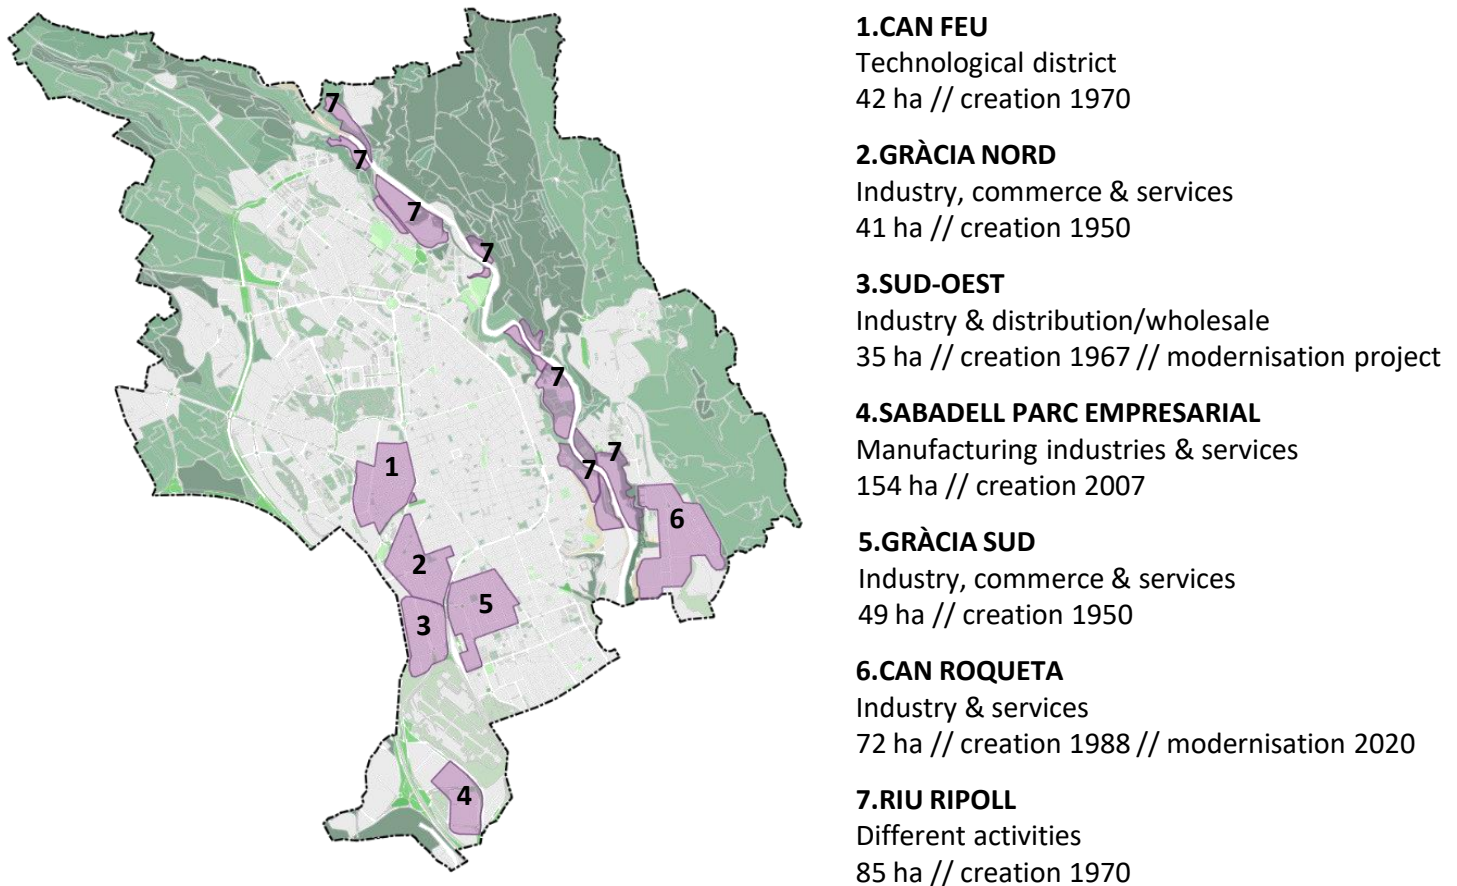 7
7
7
7
7
7
7
1
6
2
5
3
4
1.CAN FEU
Technological district
42 ha // creation 1970
2.GRÀCIA NORD
Industry, commerce & services
41 ha // creation 1950
3.SUD-OEST
Industry & distribution/wholesale
35 ha // creation 1967 // modernisation project
4.SABADELL PARC EMPRESARIAL
Manufacturing industries & services
154 ha // creation 2007
5.GRÀCIA SUD
Industry, commerce & services
49 ha // creation 1950
6.CAN ROQUETA
Industry & services
72 ha // creation 1988 // modernisation 2020
7.RIU RIPOLL
Different activities
85 ha // creation 1970